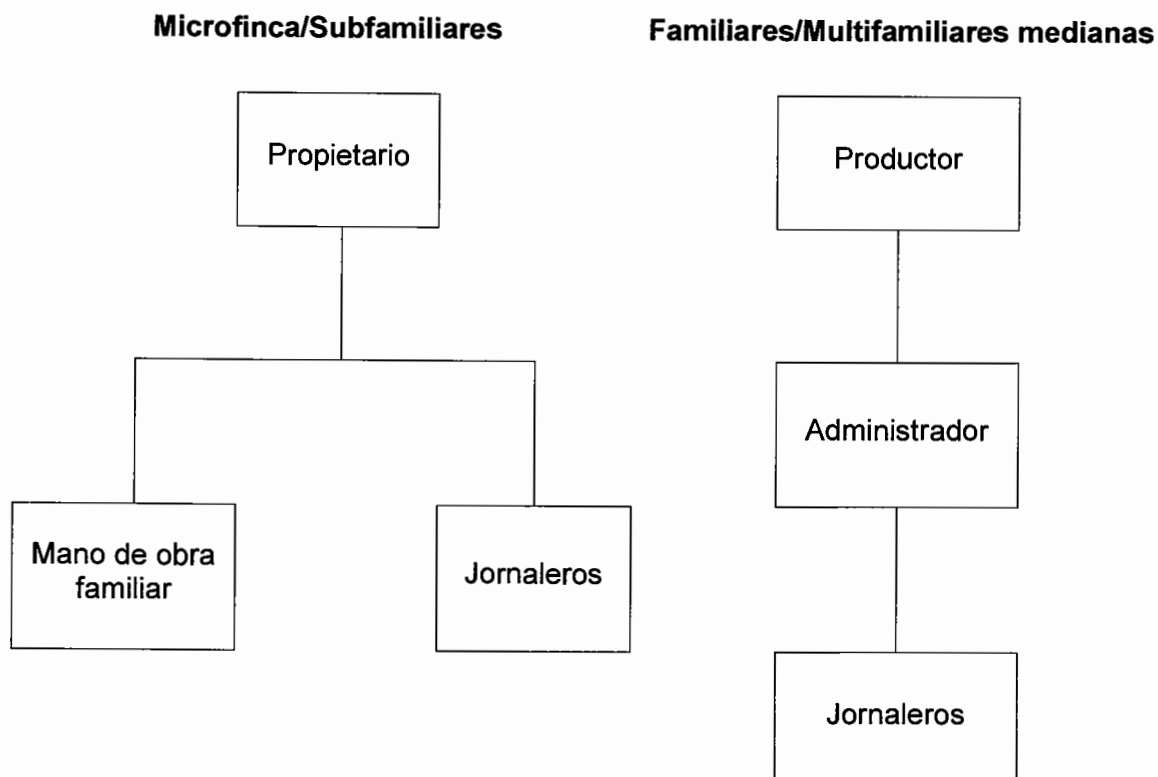 Microfinca/Subfamiliares
Propietario
Mano de obra
familiar
Jornaleros
Familiares/Multifamiliares medianas
Productor
Administrador
Jornaleros